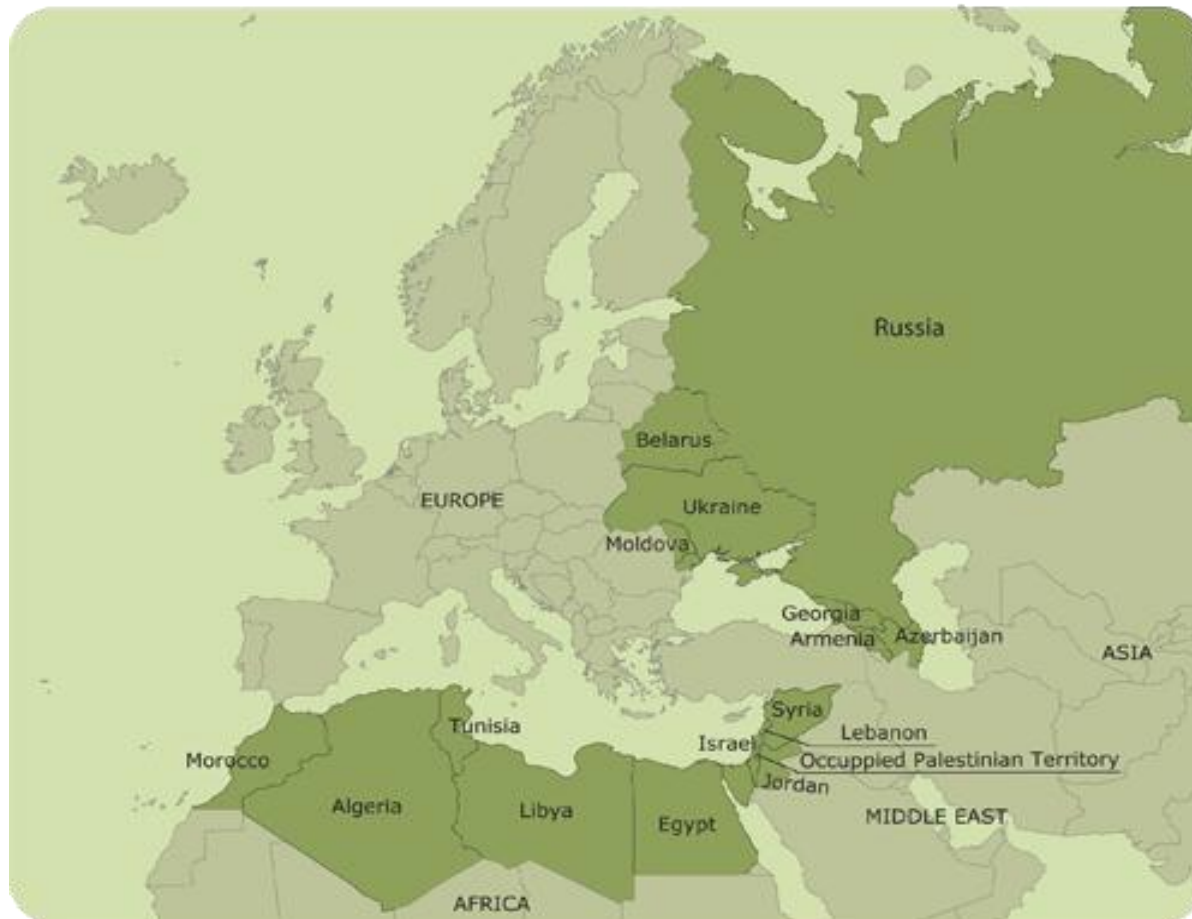 Russia
Belarus
EUROPE
Ukraine
Moldova
Georgia
Armenia
Azerbaijan
ASIA
Syria
Tunisia
Lebanon
Israel
Morocco
Occuppied Palestinian Territory
Jordan
Algeria
Libya
Egypt
MIDDLE EAST
AFRICA